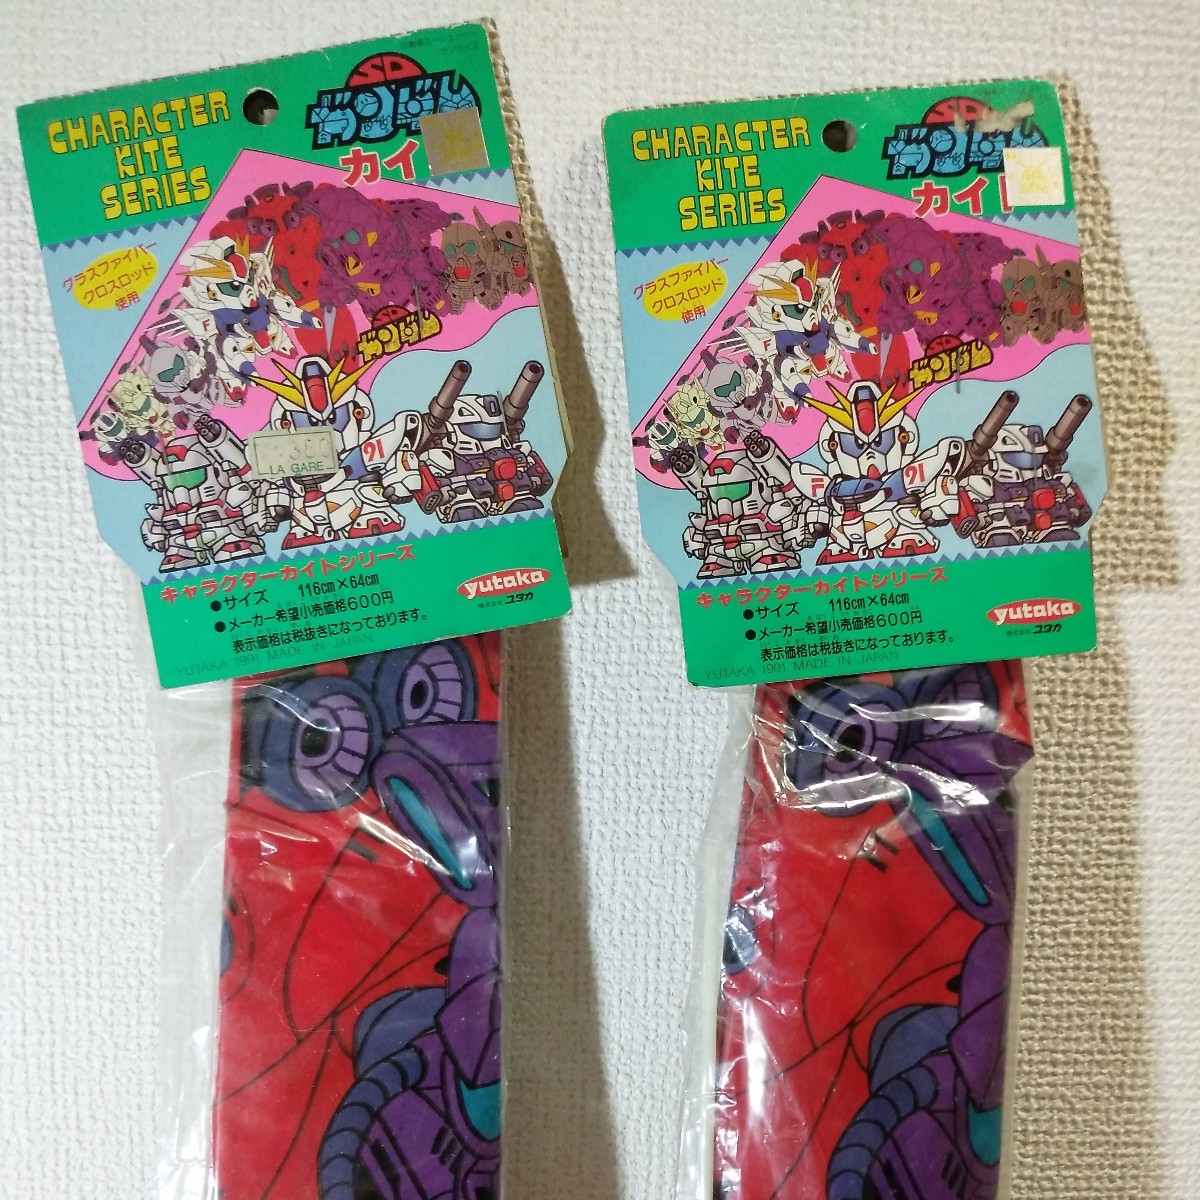 CHARACTER
KITE
SERIES
SD
ガンダム
カイ
サンライズ
グラスファイバー
クロスロッド
使用
SD
ガンダム
F
91
LA GARE
キャラクターカイトシリーズ
●サイズ 116cm×64cm
●メーカー希望小売価格600円
表示価格は税抜きになっております。
YUTAKA 1991 MADE IN JAPAN
yutaka
株式会社ユタカ
CHARACTER
KITE
SERIES
SD
ガンダム
カイト
グラスファイバー
クロスロッド
使用
SD
ガンダム
F
F
91
キャラクターカイトシリーズ
●サイズ 116cm×64cm
●メーカー希望小売価格600円
表示価格は税抜きになっております。
YUTAKA 1991 MADE IN JAPAN
yutaka
株式会社ユタカ